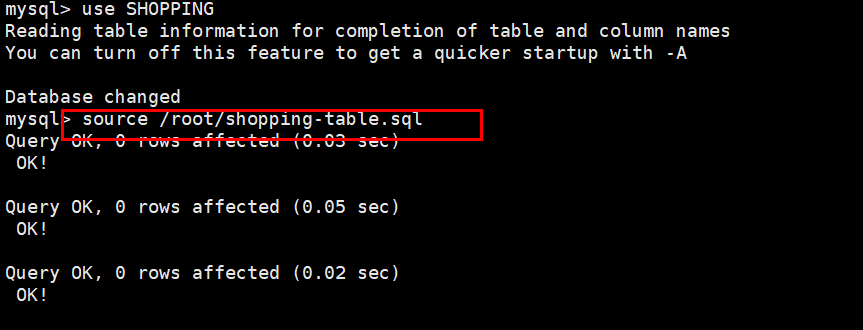 mysql> use SHOPPING
Reading table information for completion of table and column names
You can turn off this feature to get a quicker startup with -A
Database changed
mysql> source /root/shopping-table.sql
Query OK, 0 rows affected (0.03 sec)
OK!
Query OK, 0 rows affected (0.05 sec)
OK!
Query OK, 0 rows affected (0.02 sec)
OK!